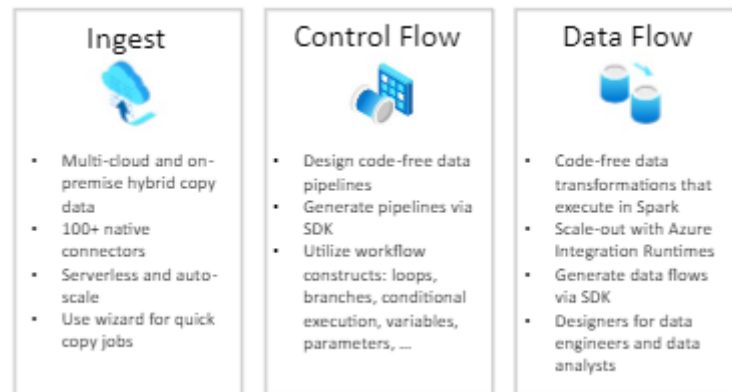 Ingest
• Multi-cloud and on-
premise hybrid copy
data
• 100+ native
connectors
• Serverless and auto-
scale
• Use wizard for quick
copy jobs
Control Flow
• Design code-free data
pipelines
• Generate pipelines via
SDK
• Utilize workflow
constructs: loops,
branches, conditional
execution, variables,
parameters, ...
Data Flow
• Code-free data
transformations that
execute in Spark
• Scale-out with Azure
Integration Runtimes
• Generate data flows
via SDK
• Designers for data
engineers and data
analysts